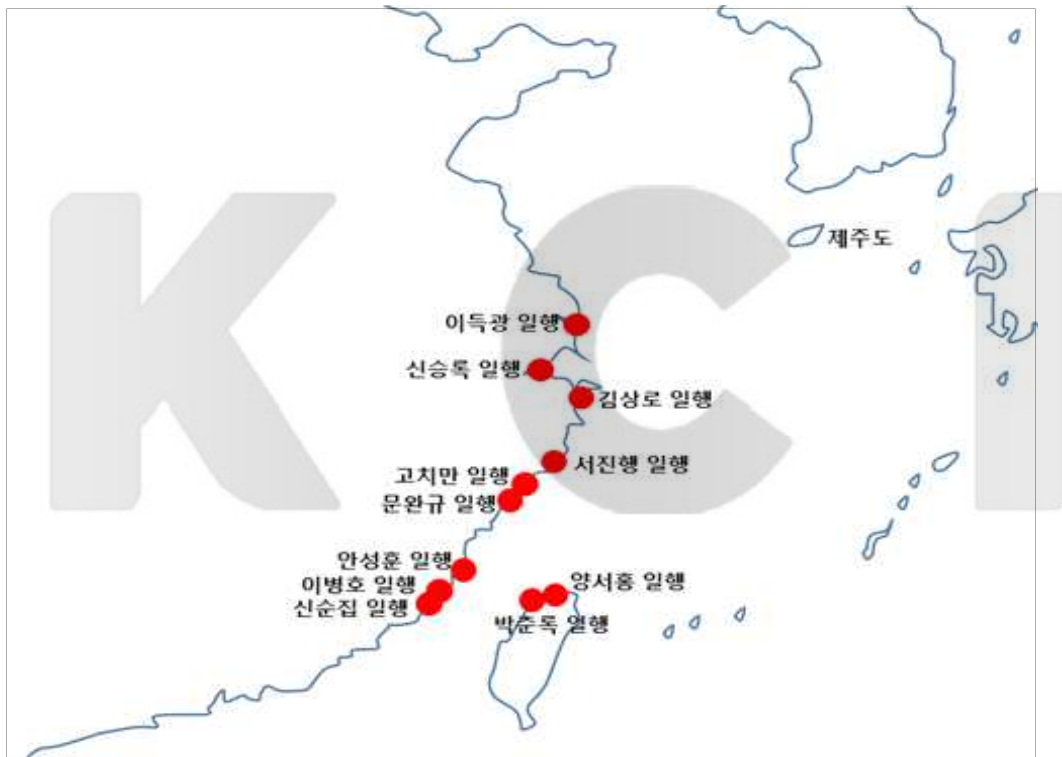 KCI
제주도
이득광 일행
신승록 일행
김상로 일행
서진행 일행
고치만 일행
문완규 일행
안성훈 일행
이병호 일행
신순집 일행
양서홍 일행
박춘록 일행